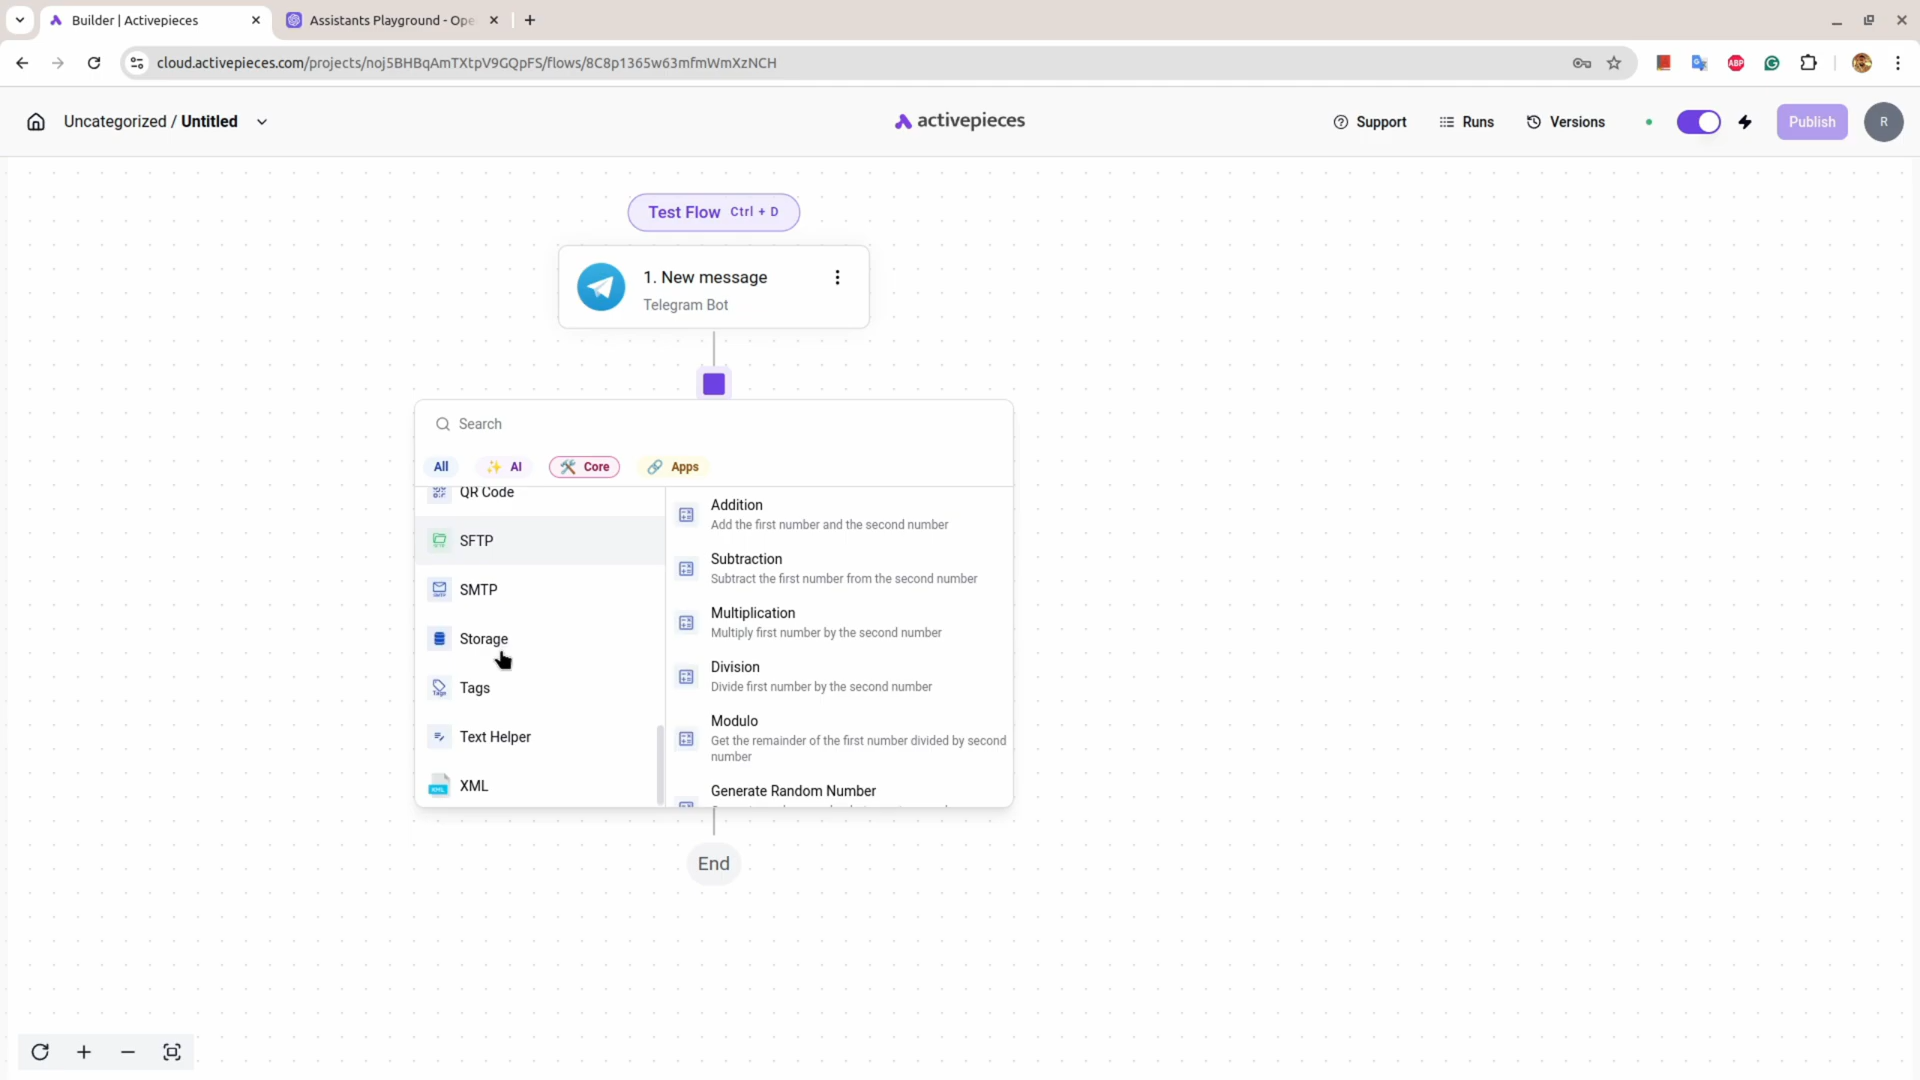 Builder | Activepieces
Assistants Playground - Ope
cloud.activepieces.com/projects/noj5BHBqAmTXtpV9GQpFS/flows/8C8p1365w63mfmWmXzNCH
ABP
Uncategorized / Untitled
activepieces
Support
Runs
Versions
Publish
R
Test Flow Ctrl + D
1. New message
Telegram Bot
Search
All
AI
Core
Apps
QR Code
SFTP
SMTP
Storage
Tags
Text Helper
XML
Addition
Add the first number and the second number
Subtraction
Subtract the first number from the second number
Multiplication
Multiply first number by the second number
Division
Divide first number by the second number
Modulo
Get the remainder of the first number divided by second
number
Generate Random Number
End